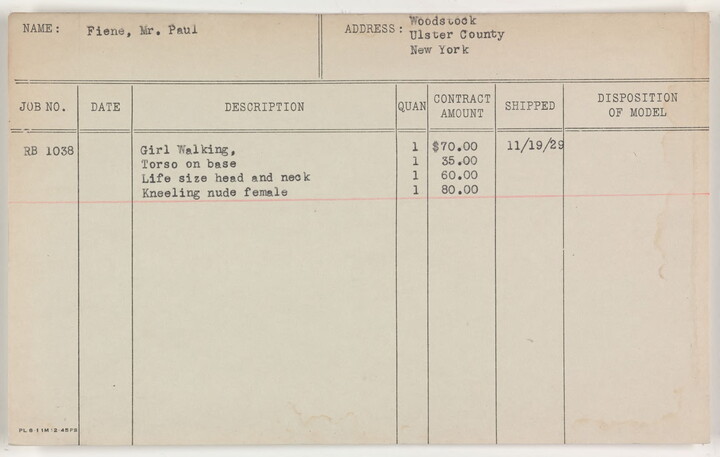 NAME: Fiene, Mr. Paul
ADDRESS: Woodstock
Ulster County
New York
JOB NO. DATE DESCRIPTION QUAN CONTRACT AMOUNT SHIPPED DISPOSITION OF MODEL
RB 1038 Girl Walking, 1 $70.00 11/19/29
Torso on base 1 35.00
Life size head and neck 1 60.00
Kneeling nude female 1 80.00